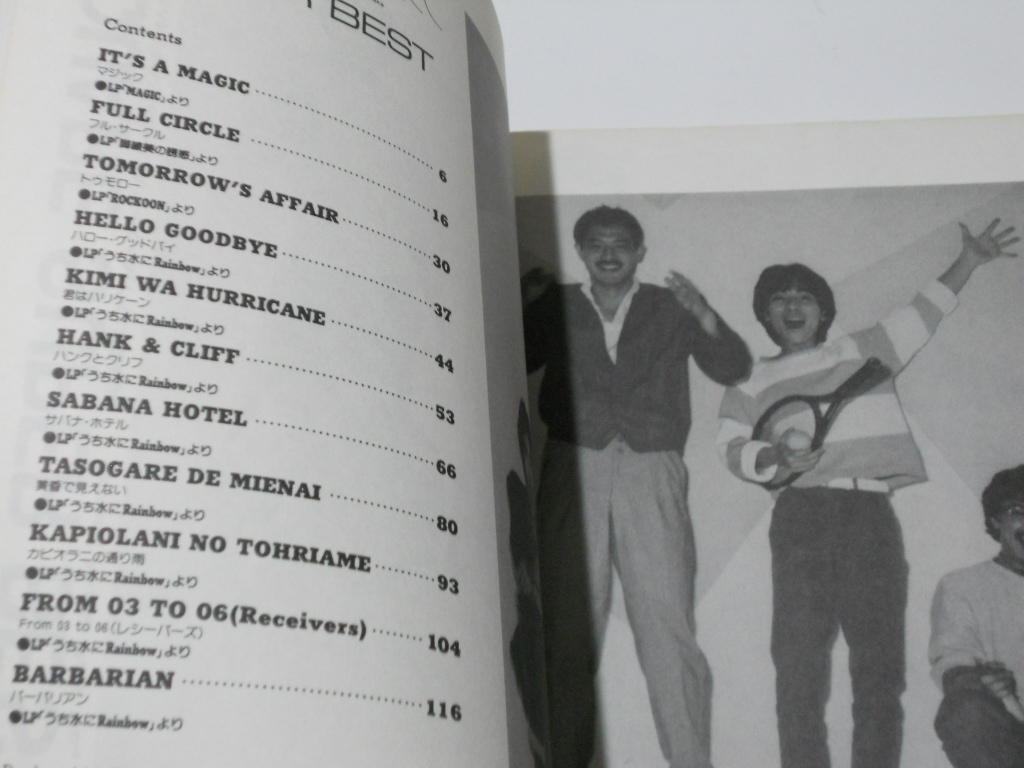 BEST
Contents
IT'S A MAGIC 6
マジック
●LP「MAGIC」より
FULL CIRCLE 16
フル・サークル
●LP「曲線美の誘惑」より
TOMORROW'S AFFAIR 30
トゥモロー
●LP「ROCKOON」より
HELLO GOODBYE 37
ハロー・グッドバイ
●LP「うち水にRainbow」より
KIMI WA HURRICANE 44
君はハリケーン
●LP「うち水にRainbow」より
HANK & CLIFF 53
ハンクとクリフ
●LP「うち水にRainbow」より
SABANA HOTEL 66
サバナ・ホテル
●LP「うち水にRainbow」より
TASOGARE DE MIENAI 80
黄昏で見えない
●LP「うち水にRainbow」より
KAPIOLANI NO TOHRIAME 93
カピオラニの通り雨
●LP「うち水にRainbow」より
FROM 03 TO 06(Receivers) 104
From 03 to 06(レシーバーズ)
●LP「うち水にRainbow」より
BARBARIAN 116
バーバリアン
●LP「うち水にRainbow」より